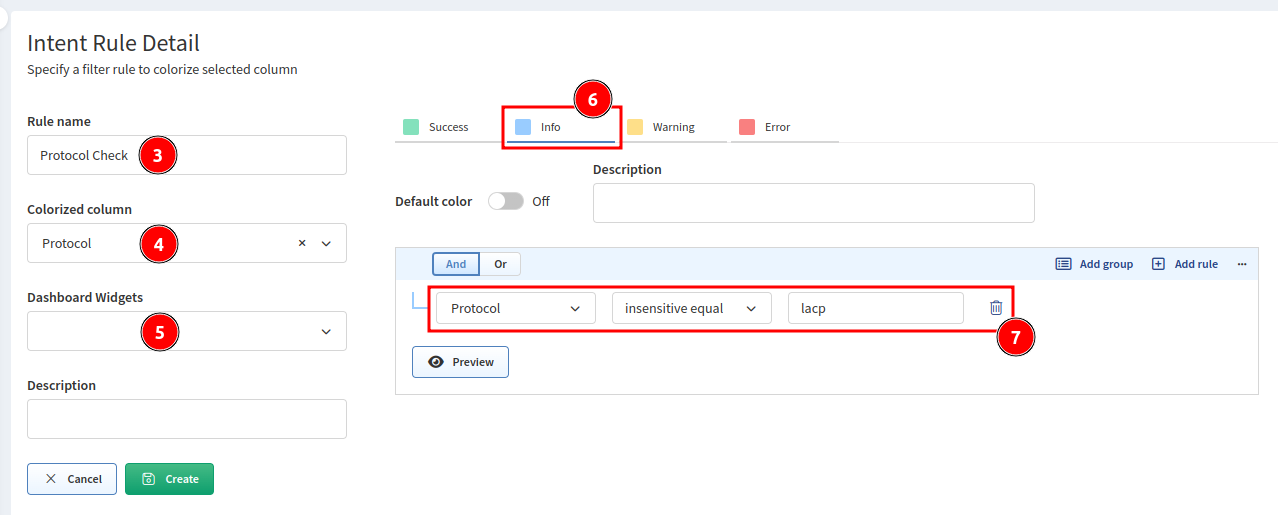 Intent Rule Detail
Specify a filter rule to colorize selected column
Rule name
Protocol Check
3
Colorized column
Protocol
4
×
Dashboard Widgets
5
Description
Cancel
Create
6
Success
Info
Warning
Error
Default color
Off
Description
And
Or
Add group
Add rule
...
Protocol
insensitive equal
lacp
7
Preview